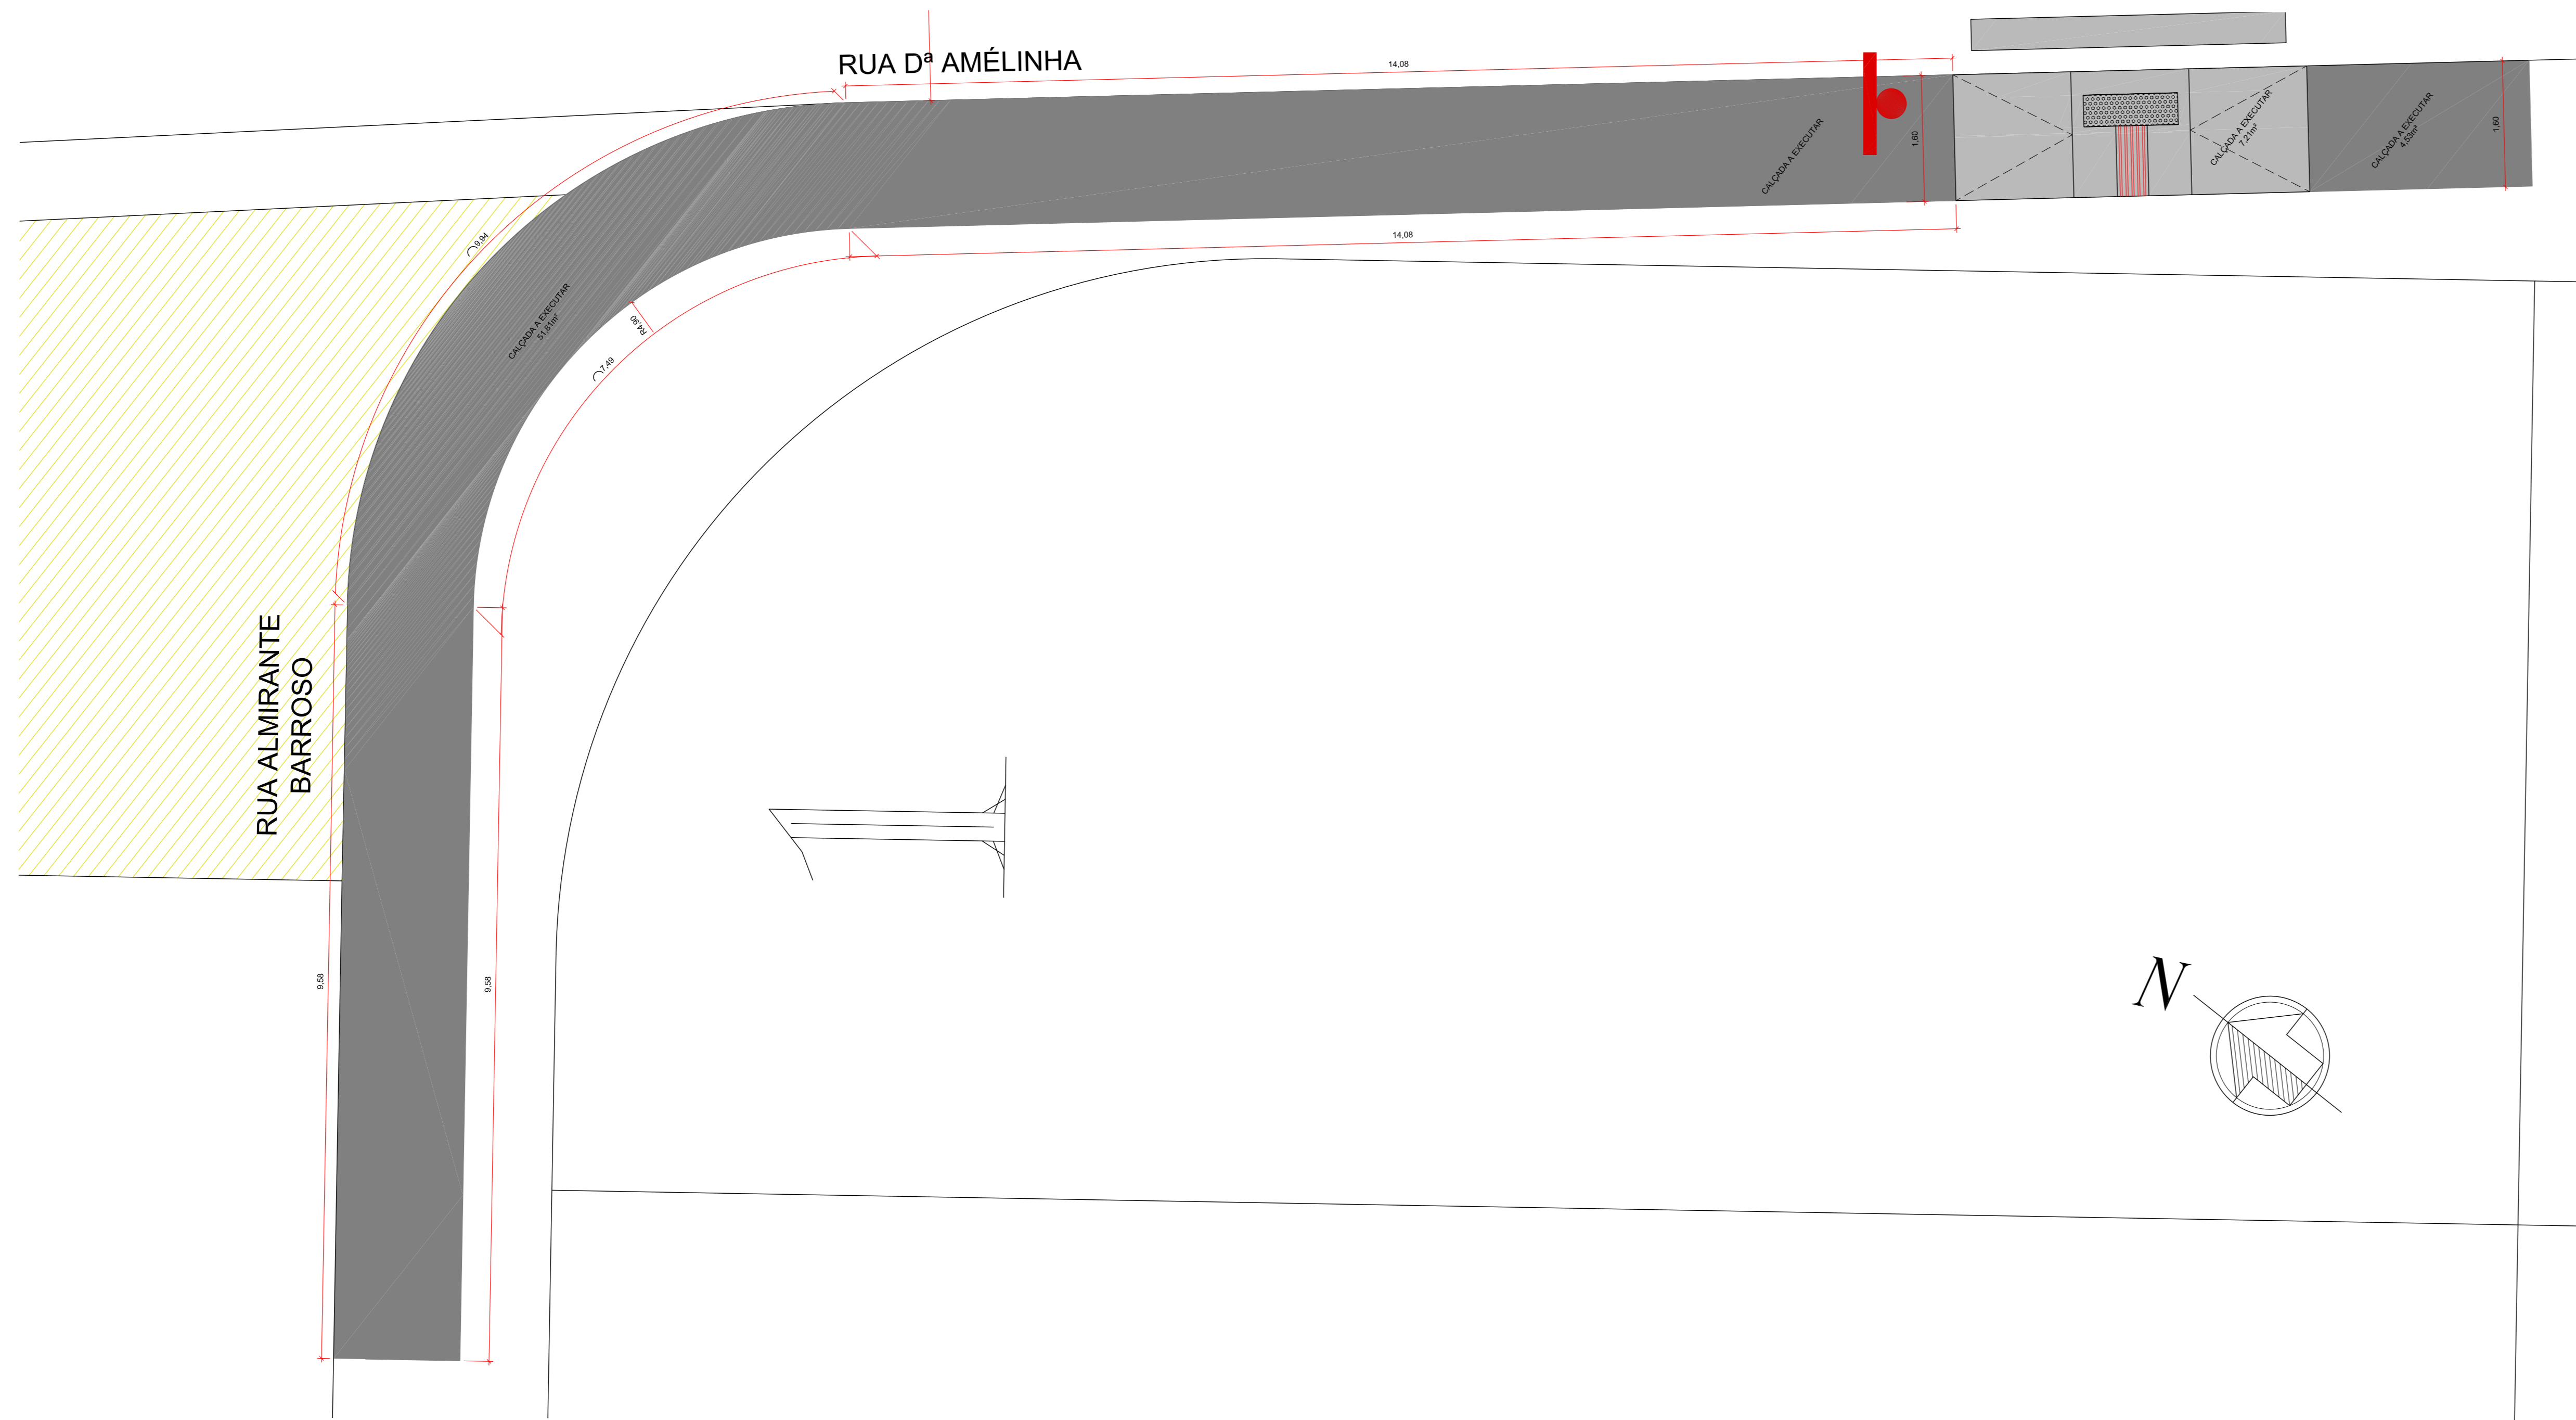 RUA Dª AMÉLINHA
14,08
CALÇADA A EXECUTAR
1,60
CALÇADA A EXECUTAR
7,21m²
CALÇADA A EXECUTAR
4,53m²
1,60
9,94
14,08
CALÇADA A EXECUTAR
51,81m²
R4,90
7,49
RUA ALMIRANTE
BARROSO
9,58
9,58
N